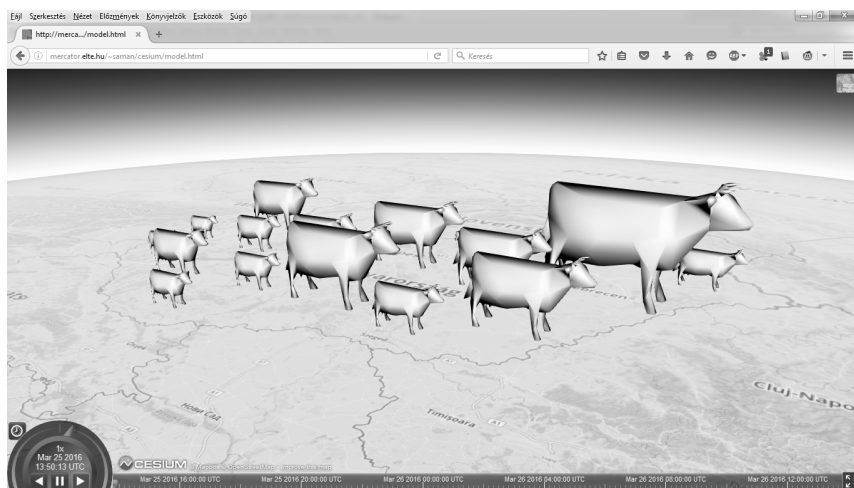 Fájl Szerkesztés Nézet Előzmények Könyvjelzők Eszközök Súgó
http://merca.../model.html × +
mercator.elte.hu/~saman/cesium/model.html
Keresés
Cluj-Napo
Нови Сад
Timișoara
1x
Mar 25 2016
13:50:13 UTC
CESIUM
Mar 25 2016 16:00:00 UTC Mar 25 2016 20:00:00 UTC Mar 26 2016 00:00:00 UTC Mar 26 2016 04:00:00 UTC Mar 26 2016 08:00:00 UTC Mar 26 2016 12:00:00 UTC